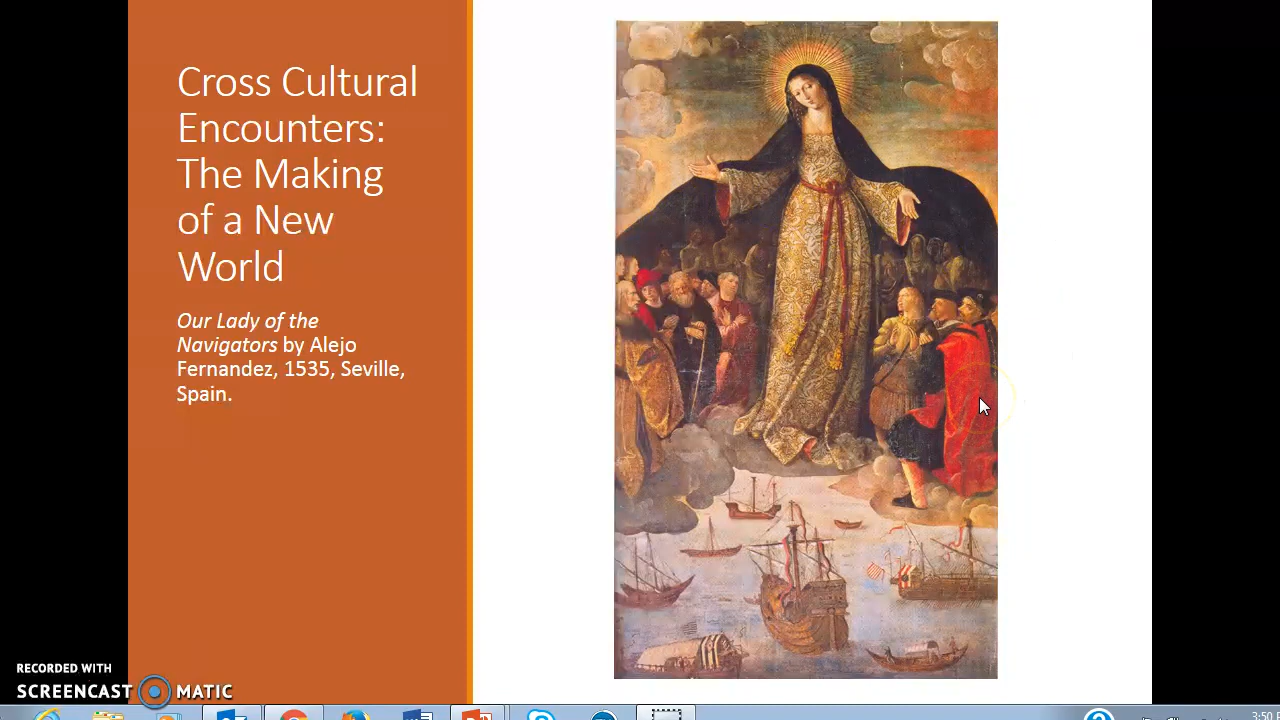 Cross Cultural
Encounters:
The Making
of a New
World
Our Lady of the
Navigators by Alejo
Fernandez, 1535, Seville,
Spain.
RECORDED WITH
SCREENCAST MATIC